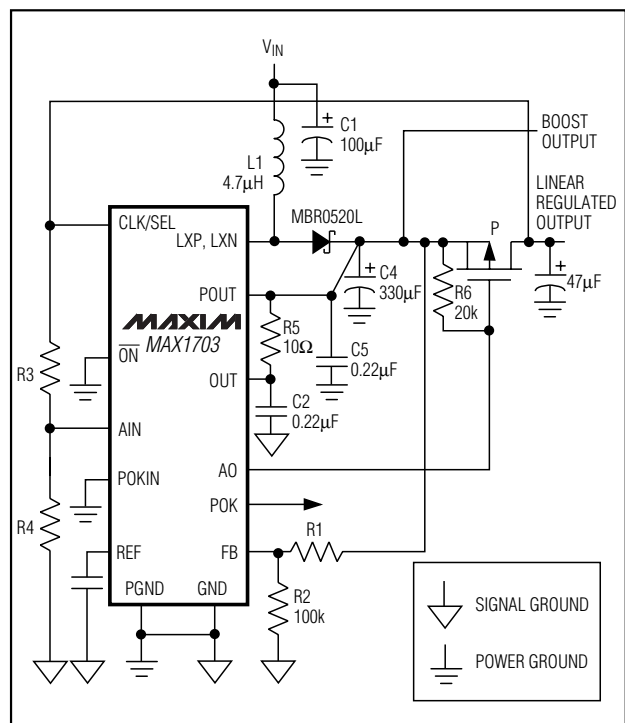 VIN
+
C1
100µF
BOOST
OUTPUT
L1
4.7µH
LINEAR
REGULATED
OUTPUT
MBR0520L
P
CLK/SEL
LXP, LXN
+
C4
330µF
R6
20k
+
47µF
POUT
MAXIM
MAX1703
R5
10Ω
C5
0.22µF
ON
R3
OUT
C2
0.22µF
AIN
AO
POKIN
POK
R4
R1
REF
FB
R2
100k
PGND
GND
SIGNAL GROUND
POWER GROUND